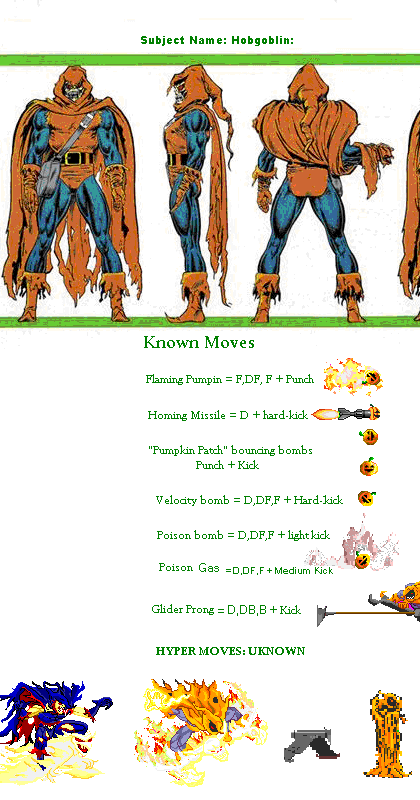 Subject Name: Hobgoblin:
Known Moves
Flaming Pumpin = F,DF, F + Punch
Homing Missile = D + hard-kick
"Pumpkin Patch" bouncing bombs
Punch + Kick
Velocity bomb = D,DF,F + Hard-kick
Poison bomb = D,DF,F + light kick
Poison Gas =D,DF,F + Medium Kick
Glider Prong = D,DB,B + Kick
HYPER MOVES: UKNOWN